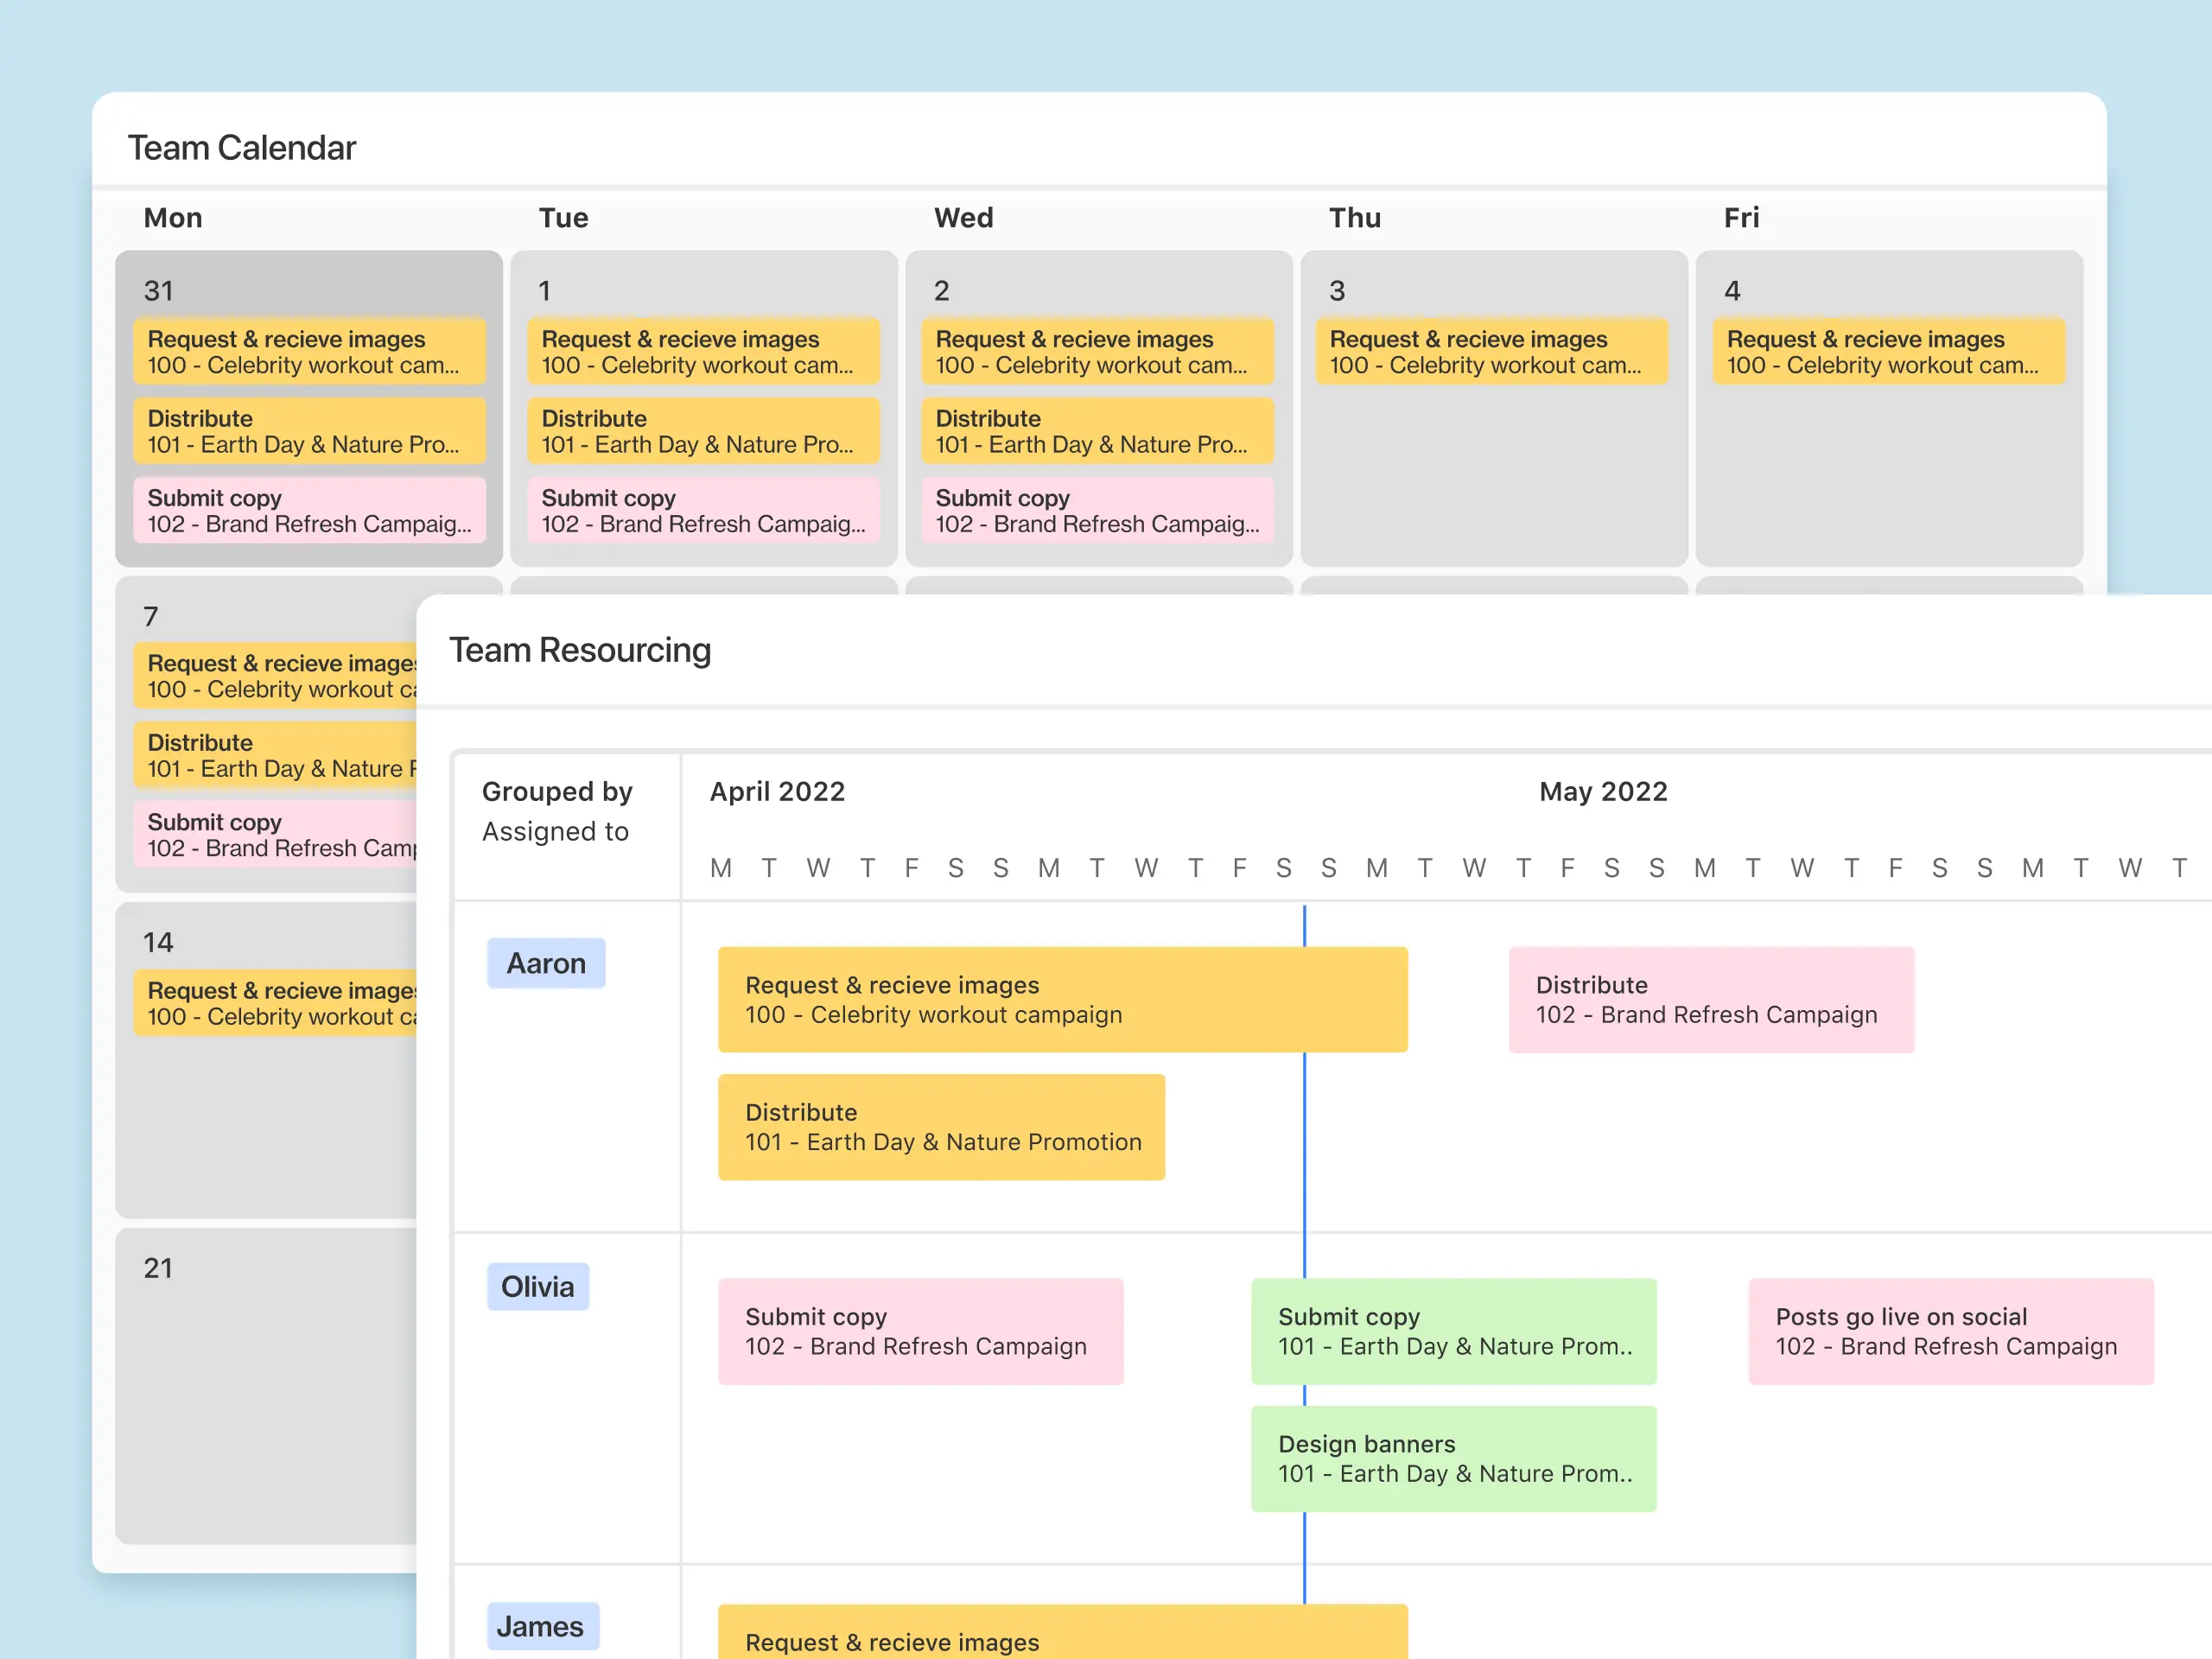 Team Calendar
Mon Tue Wed Thu Fri
31 1 2 3 4
Request & recieve images Request & recieve images Request & recieve images Request & recieve images Request & recieve images
100 - Celebrity workout cam... 100 - Celebrity workout cam... 100 - Celebrity workout cam... 100 - Celebrity workout cam... 100 - Celebrity workout cam...
Distribute Distribute Distribute
101 - Earth Day & Nature Pro... 101 - Earth Day & Nature Pro... 101 - Earth Day & Nature Pro...
Submit copy Submit copy Submit copy
102 - Brand Refresh Campaig... 102 - Brand Refresh Campaig... 102 - Brand Refresh Campaig...
7
Request & recieve images
100 - Celebrity workout
Distribute
101 - Earth Day & Nature
Submit copy
102 - Brand Refresh
14
Request & recieve images
100 - Celebrity workout
21
Team Resourcing
Grouped by
Assigned to
April 2022 May 2022
M T W T F S S M T W T F S S M T W T F S S M T W T F S S M T W T
Aaron
Request & recieve images
100 - Celebrity workout campaign
Distribute
102 - Brand Refresh Campaign
Distribute
101 - Earth Day & Nature Promotion
Olivia
Submit copy
102 - Brand Refresh Campaign
Submit copy
101 - Earth Day & Nature Prom..
Posts go live on social
102 - Brand Refresh Campaign
Design banners
101 - Earth Day & Nature Prom..
James
Request & recieve images